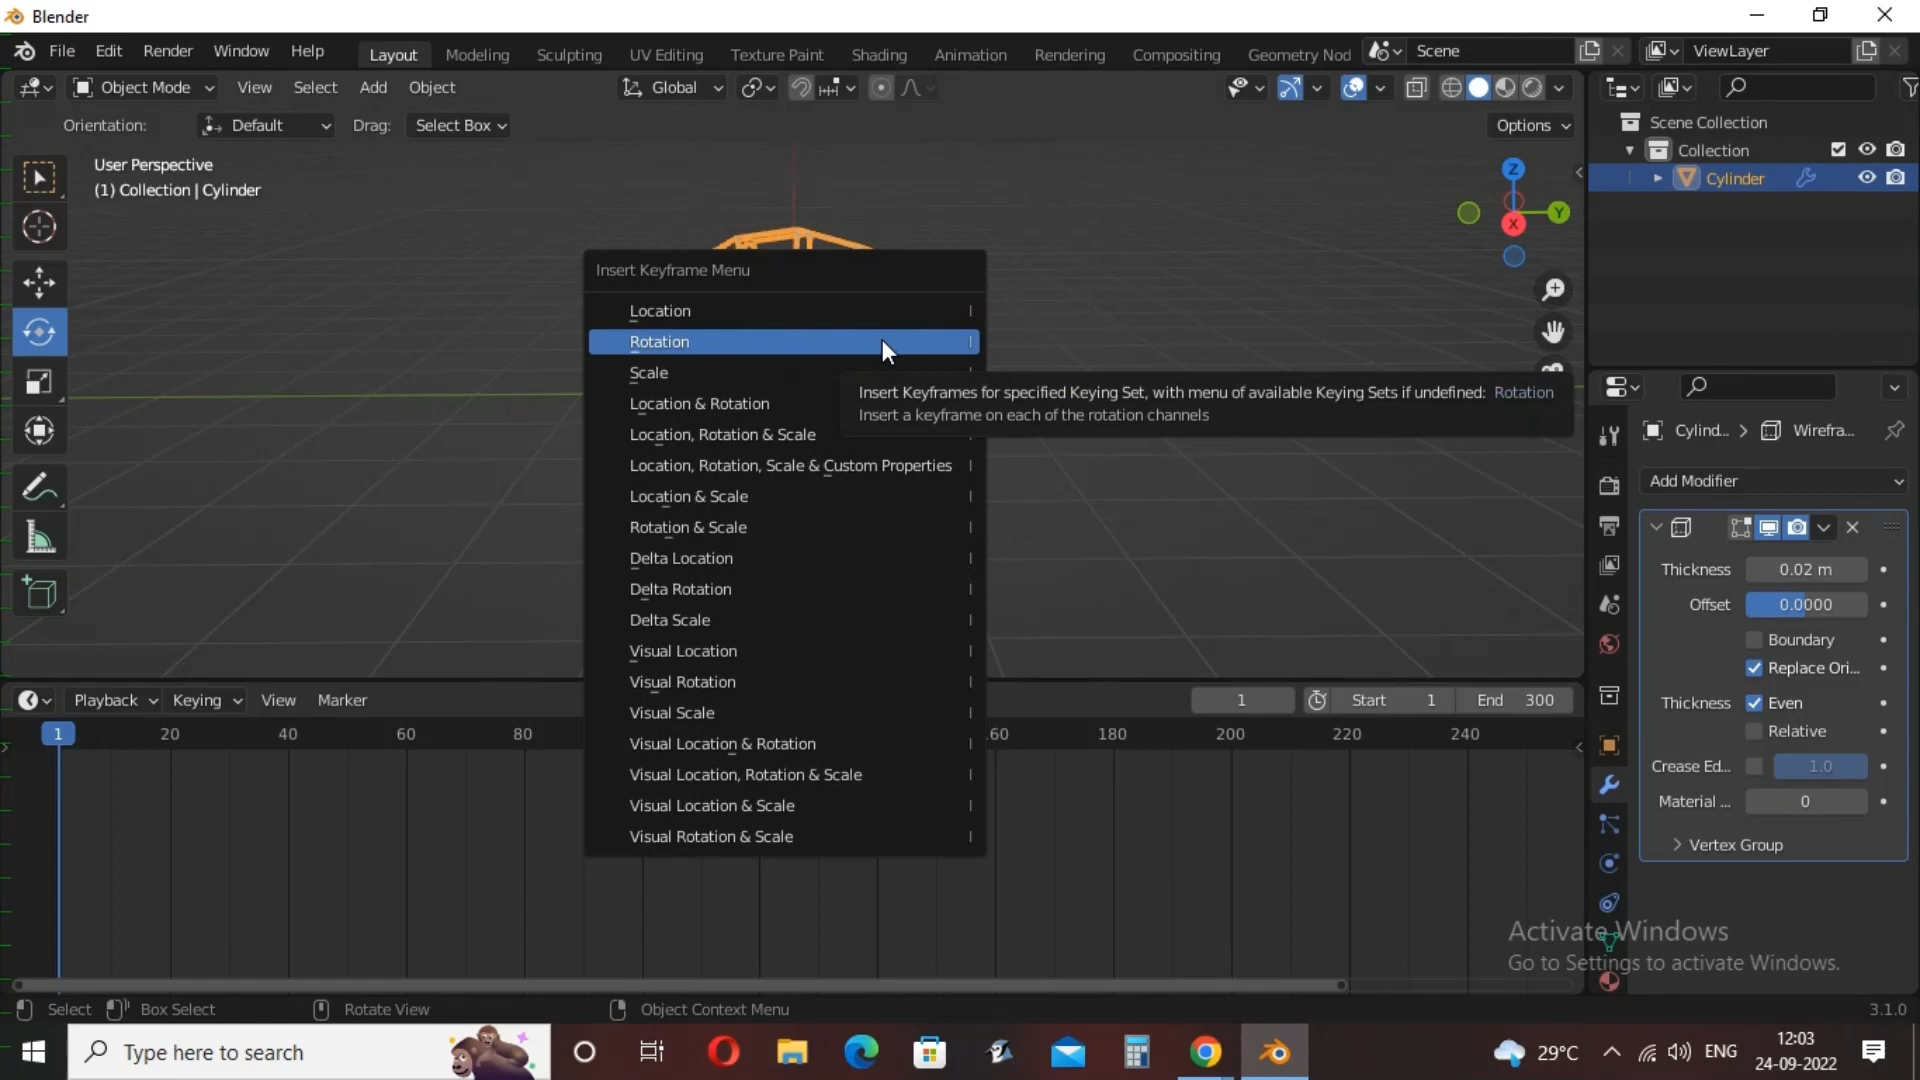 Blender
File Edit Render Window Help Layout Modeling Sculpting UV Editing Texture Paint Shading Animation Rendering Compositing Geometry Nod Scene ViewLayer
Object Mode View Select Add Object Global
Orientation: Default Drag: Select Box Options
User Perspective
(1) Collection | Cylinder
Z
Y
X
Scene Collection
Collection
Cylinder
Insert Keyframe Menu
Location I
Rotation I
Scale I
Location & Rotation
Location, Rotation & Scale
Location, Rotation, Scale & Custom Properties I
Location & Scale I
Rotation & Scale I
Delta Location I
Delta Rotation I
Delta Scale I
Visual Location I
Visual Rotation I
Visual Scale I
Visual Location & Rotation I
Visual Location, Rotation & Scale I
Visual Location & Scale I
Visual Rotation & Scale I
Insert Keyframes for specified Keying Set, with menu of available Keying Sets if undefined: Rotation
Insert a keyframe on each of the rotation channels
Cylind... > Wirefra...
Add Modifier
Thickness 0.02 m
Offset 0.0000
Boundary
Replace Ori...
Thickness Even
Relative
Crease Ed... 1.0
Material ... 0
Vertex Group
Playback Keying View Marker 1 Start 1 End 300
1 20 40 60 80 160 180 200 220 240
Activate Windows
Go to Settings to activate Windows.
Select Box Select Rotate View Object Context Menu 3.1.0
Type here to search
29°C ENG
12:03
24-09-2022